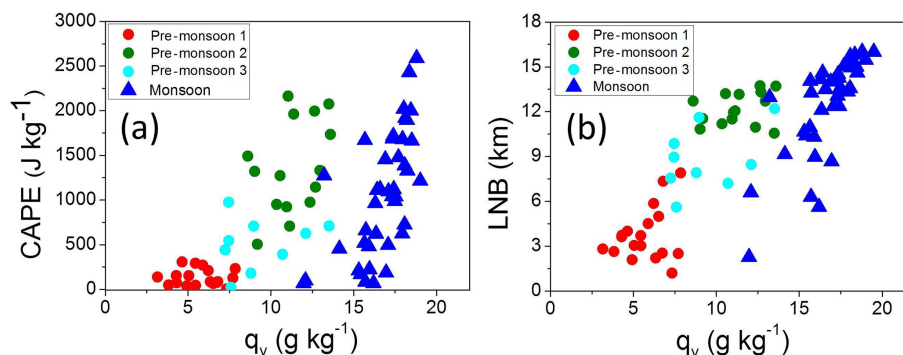 3000
2500
2000
1500
1000
500
0
CAPE (J kg⁻¹)
Pre-monsoon 1
Pre-monsoon 2
Pre-monsoon 3
Monsoon
(a)
0 5 10 15 20
qᵥ (g kg⁻¹)
18
15
12
9
6
3
0
LNB (km)
Pre-monsoon 1
Pre-monsoon 2
Pre-monsoon 3
Monsoon
(b)
0 5 10 15 20
qᵥ (g kg⁻¹)